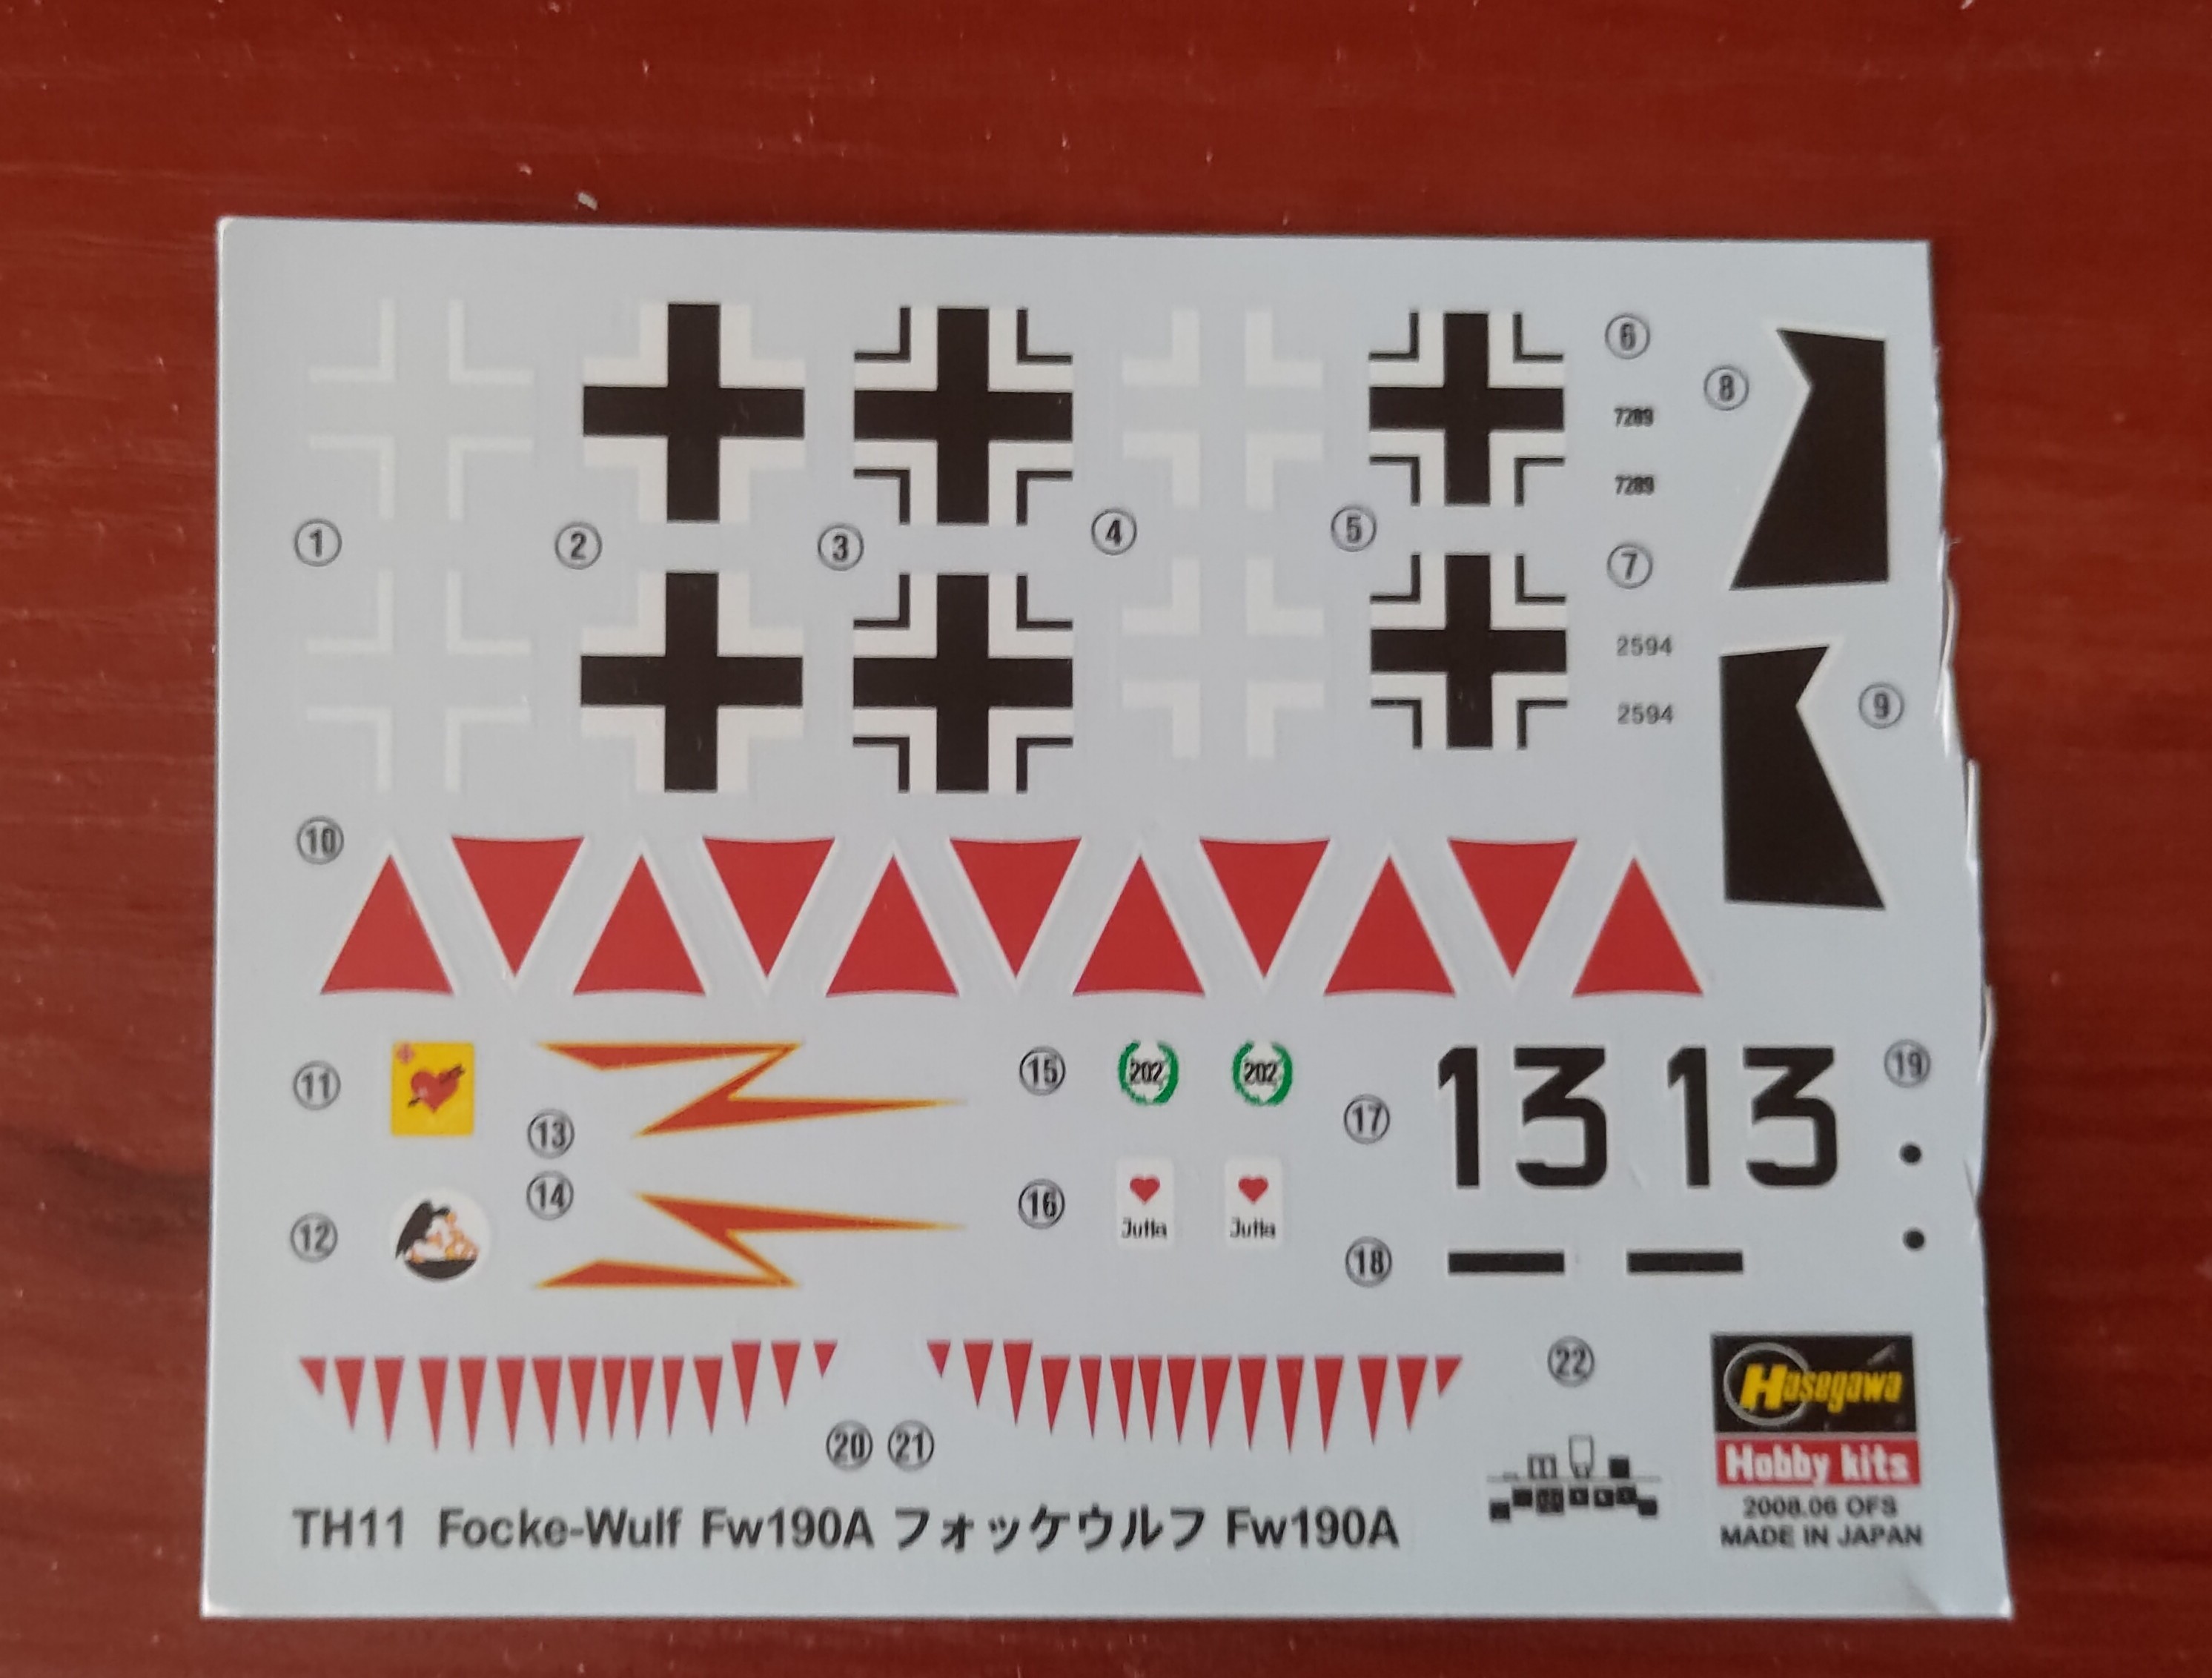 ① ② ③ ④ ⑤ ⑥
7289
7289
⑦
2594
2594
⑧
⑨
⑩
⑪
⑫
⑬
⑭
⑮ 202 202
⑯ Jutta Jutta
⑰ 13 13
⑱
⑲
⑳ ㉑
㉒
Hasegawa
Hobby kits
2008.06 OFS
MADE IN JAPAN
TH11 Focke-Wulf Fw190A フォッケウルフ Fw190A